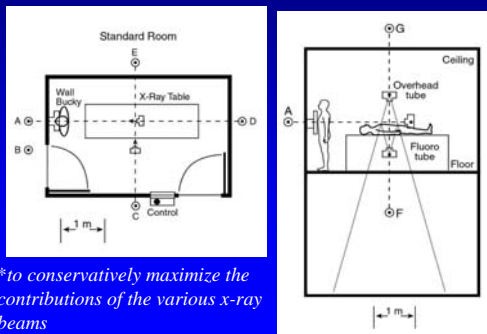 Standard Room
E
Wall
Bucky
X-Ray Table
A
D
B
C
Control
1 m
*to conservatively maximize the
contributions of the various x-ray
beams
G
Ceiling
Overhead
tube
A
Fluoro
tube
Floor
F
1 m